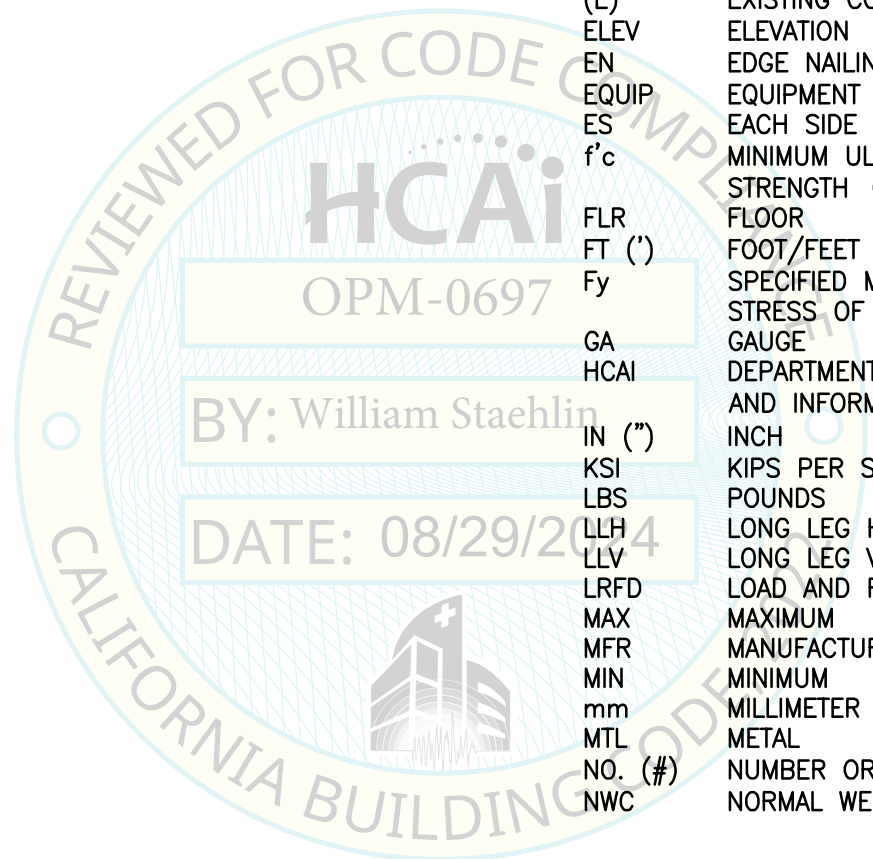 REVIEWED FOR CODE COMPLIANCE
HCAi
OPM-0697
BY: William Staehlin
DATE: 08/29/2024
CALIFORNIA BUILDING CODE, 2022
(E) EXISTING
ELEV ELEVATION
EN EDGE
EQUIP EQUIPMENT
ES EACH SIDE
f'c MINIMUM
STRENGTH
FLR FLOOR
FT (') FOOT/FEET
Fy SPECIFIED
STRESS OF
GA GAUGE
HCAI
AND
IN (") INCH
KSI KIPS PER
LBS POUNDS
LLH LONG LEG
LLV LONG LEG
LRFD LOAD AND
MAX MAXIMUM
MFR
MIN MINIMUM
mm MILLIMETER
MTL METAL
NO. (#) NUMBER OR
NWC NORMAL